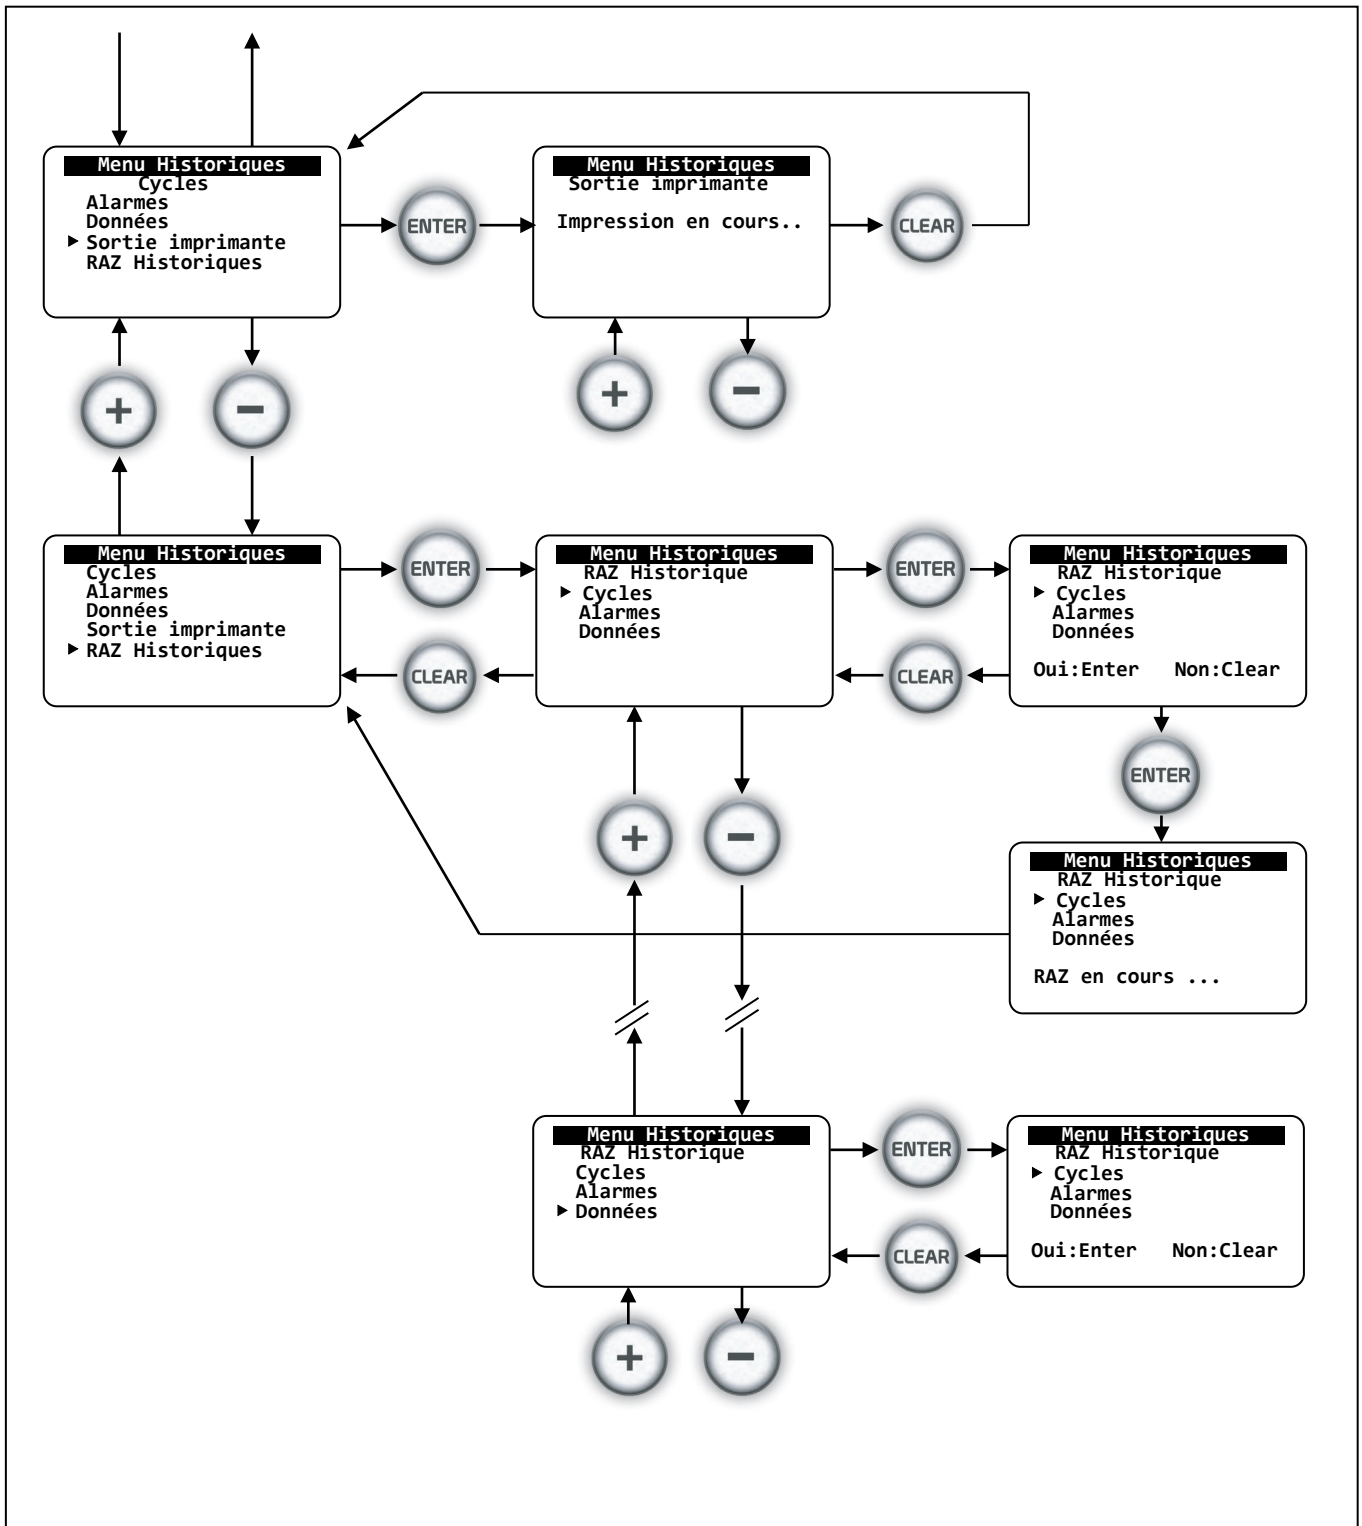 Menu Historiques
Cycles
Alarmes
Données
Sortie imprimante
RAZ Historiques
ENTER
Menu Historiques
Sortie imprimante
Impression en cours..
CLEAR
+
-
+
-
Menu Historiques
Cycles
Alarmes
Données
Sortie imprimante
RAZ Historiques
ENTER
CLEAR
Menu Historiques
RAZ Historique
Cycles
Alarmes
Données
ENTER
CLEAR
Menu Historiques
RAZ Historique
Cycles
Alarmes
Données
Oui:Enter Non:Clear
ENTER
+
-
Menu Historiques
RAZ Historique
Cycles
Alarmes
Données
RAZ en cours ...
Menu Historiques
RAZ Historique
Cycles
Alarmes
Données
ENTER
CLEAR
Menu Historiques
RAZ Historique
Cycles
Alarmes
Données
Oui:Enter Non:Clear
+
-